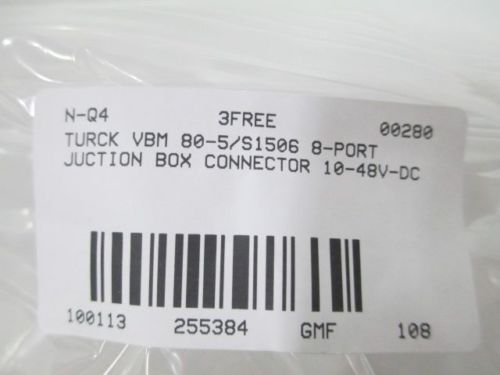 N-Q4 3FREE 00280
TURCK VBM 80-5/S1506 8-PORT
JUCTION BOX CONNECTOR 10-48V-DC
100113 255384 GMF 108